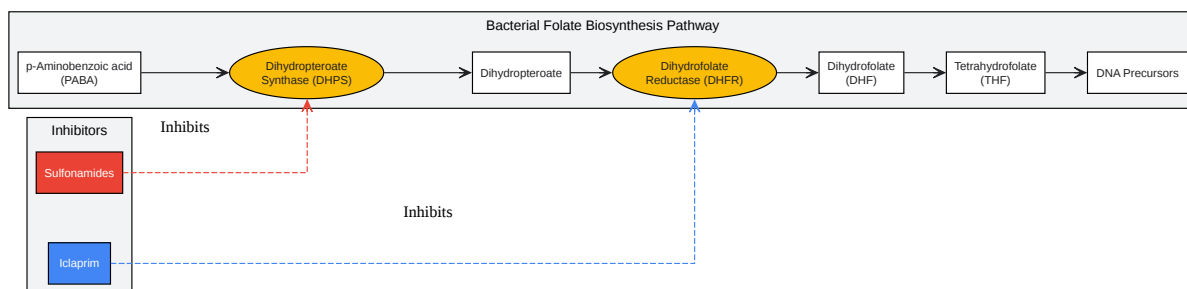 Bacterial Folate Biosynthesis Pathway
p-Aminobenzoic acid
(PABA)
Dihydropteroate
Synthase (DHPS)
Dihydropteroate
Dihydrofolate
Reductase (DHFR)
Dihydrofolate
(DHF)
Tetrahydrofolate
(THF)
DNA Precursors
Inhibitors
Inhibits
Sulfonamides
Inhibits
Iclaprim